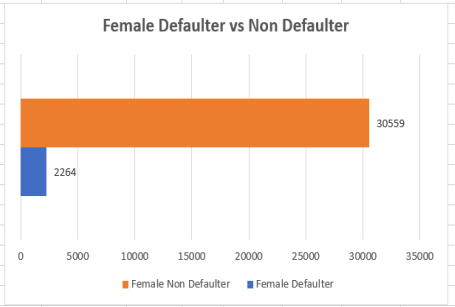 Female Defaulter vs Non Defaulter
30559
2264
0 5000 10000 15000 20000 25000 30000 35000
Female Non Defaulter Female Defaulter